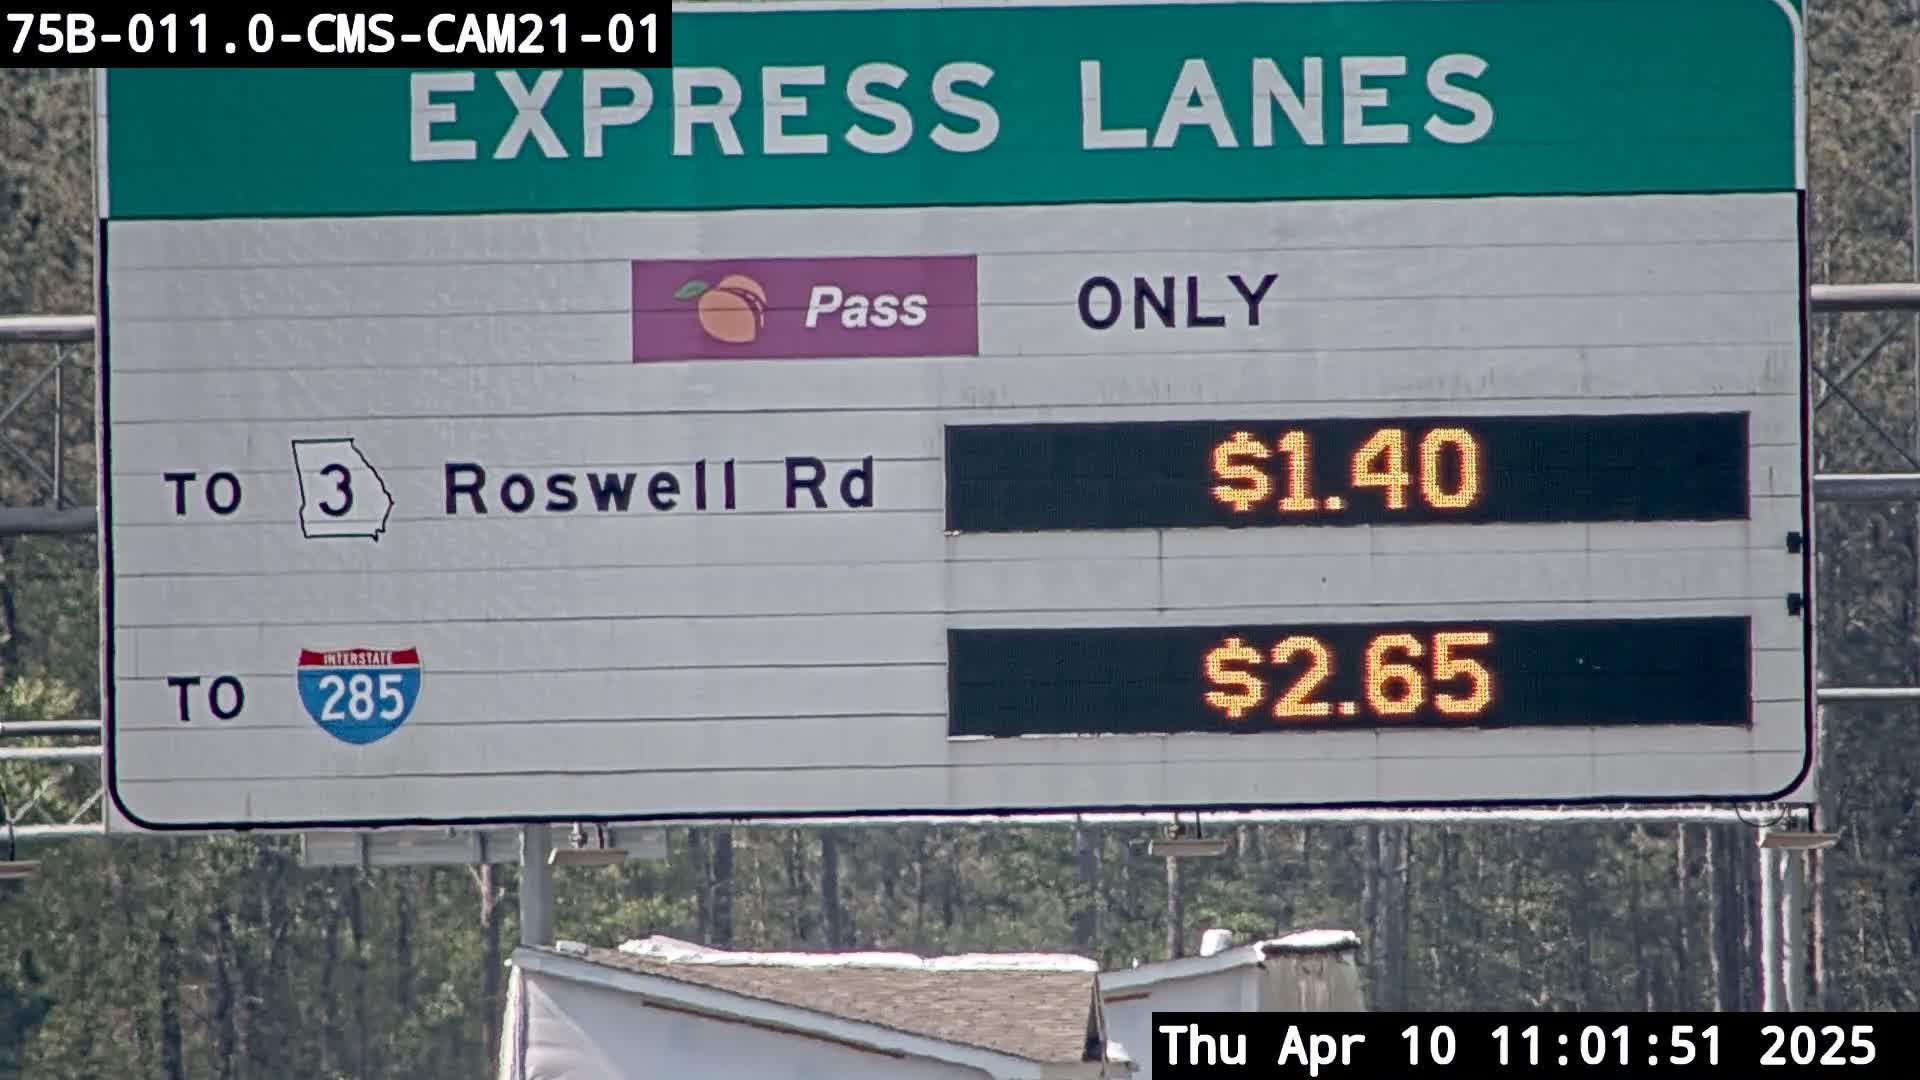 75B-011.0-CMS-CAM21-01
EXPRESS LANES
Pass ONLY
TO 3 Roswell Rd $1.40
INTERSTATE
TO 285 $2.65
Thu Apr 10 11:01:51 2025